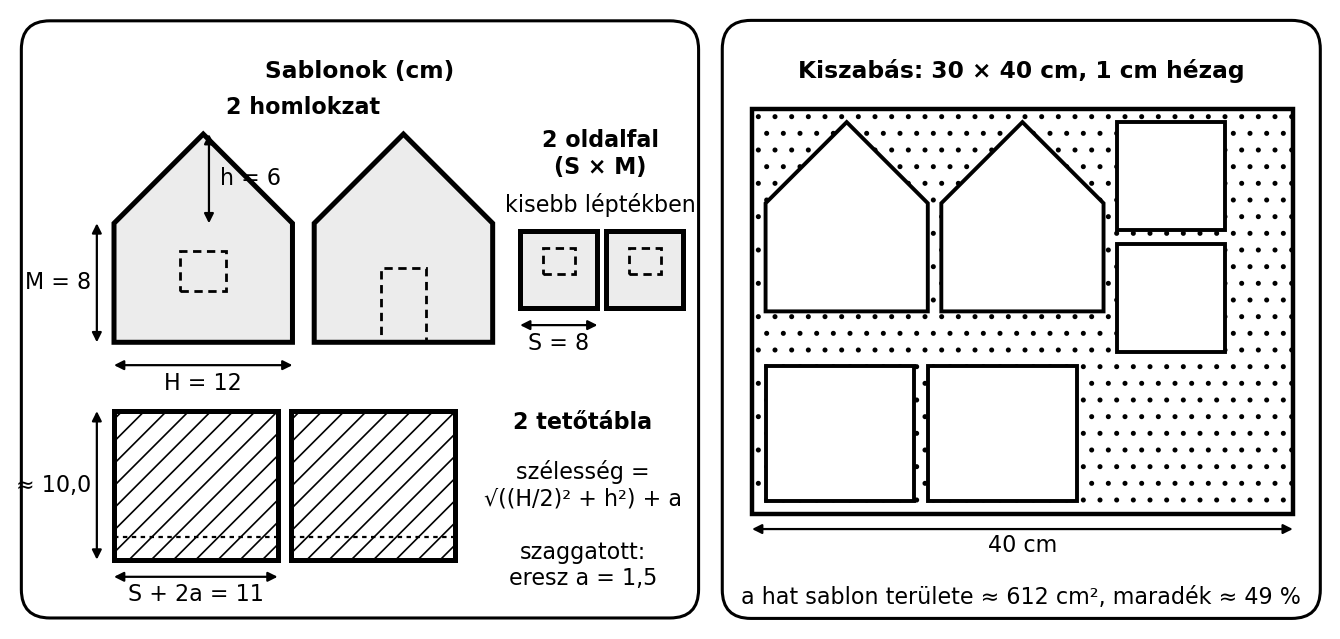 Sablonok (cm)
2 homlokzat
h = 6
M = 8
H = 12
2 oldalfal
(S × M)
kisebb léptékben
S = 8
≈ 10,0
S + 2a = 11
2 tetőtábla
szélesség =
√((H/2)² + h²) + a
szaggatott:
eresz a = 1,5
Kiszabás: 30 × 40 cm, 1 cm hézag
40 cm
a hat sablon területe ≈ 612 cm², maradék ≈ 49 %